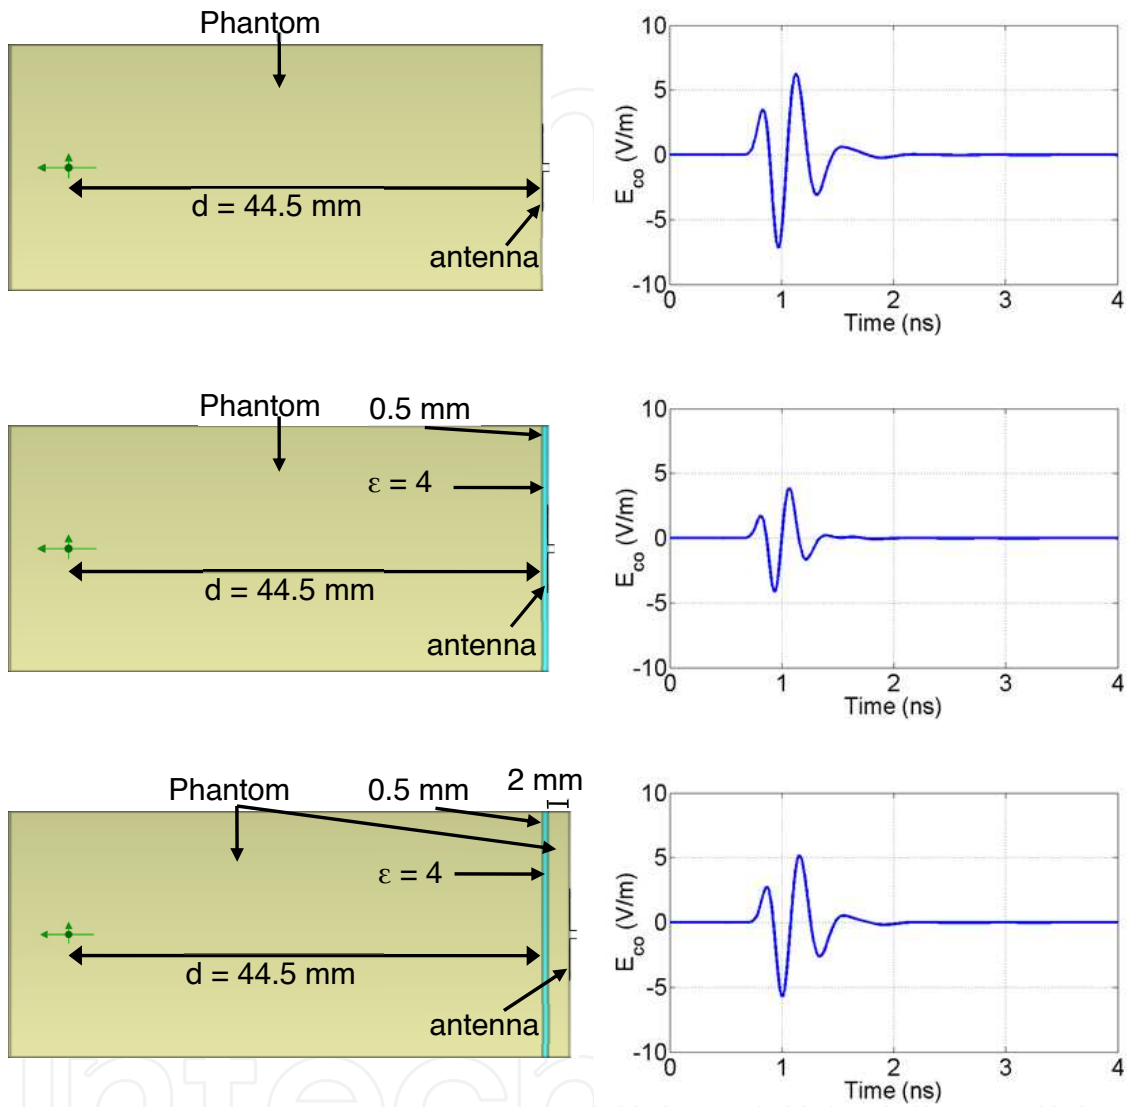 Phantom
d = 44.5 mm
antenna
10
5
0
-5
-10
E_co (V/m)
0 1 2 3 4
Time (ns)
Phantom 0.5 mm
ε = 4
d = 44.5 mm
antenna
10
5
0
-5
-10
E_co (V/m)
0 1 2 3 4
Time (ns)
Phantom 0.5 mm 2 mm
ε = 4
d = 44.5 mm
antenna
10
5
0
-5
-10
E_co (V/m)
0 1 2 3 4
Time (ns)